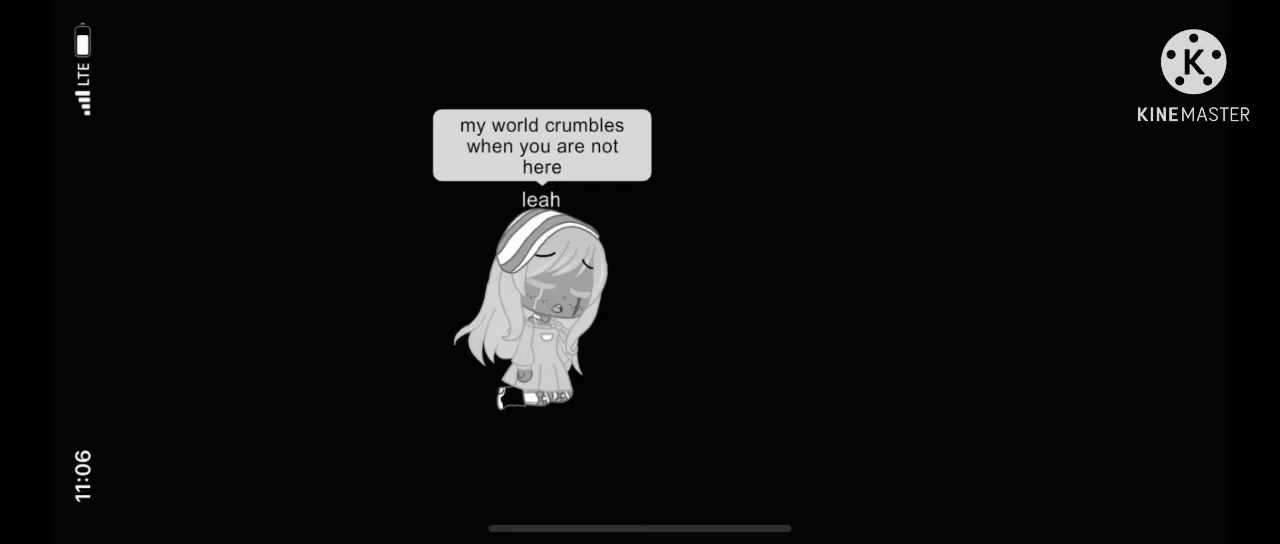 LTE
11:06
my world crumbles
when you are not
here
leah
K
KINEMASTER